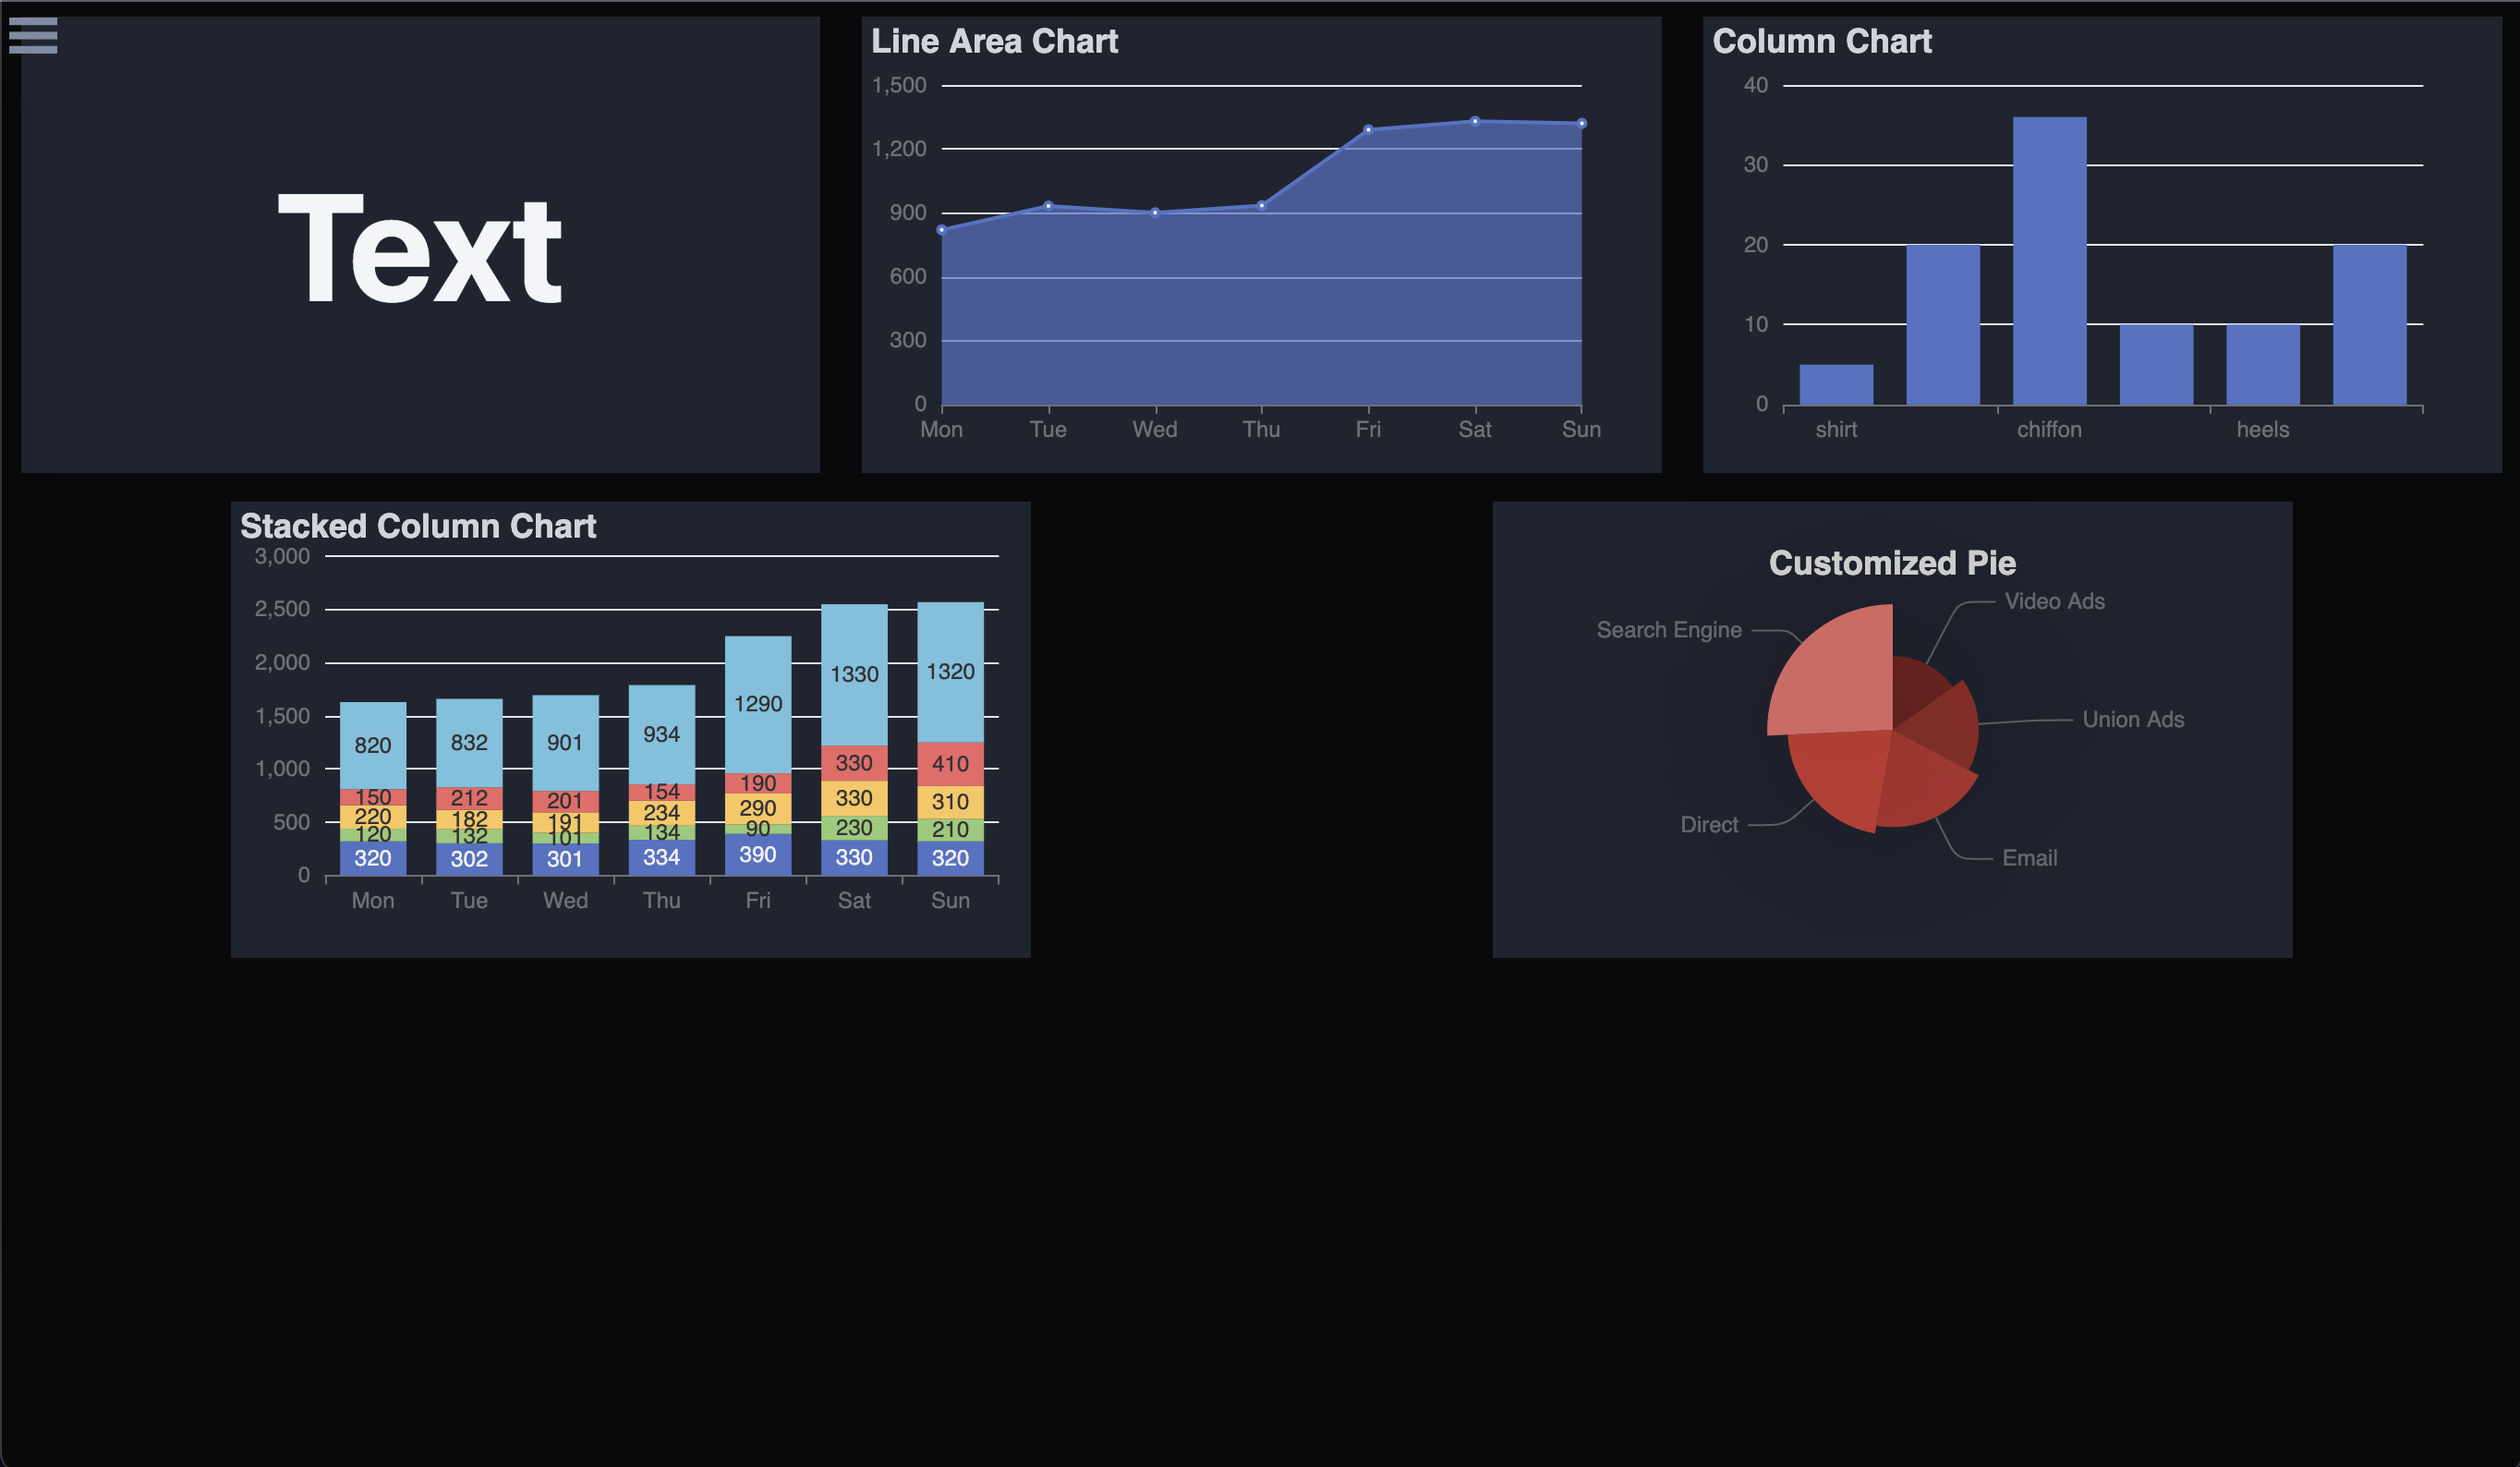 Text
Line Area Chart
1,500
1,200
900
600
300
0
Mon Tue Wed Thu Fri Sat Sun
Column Chart
40
30
20
10
0
shirt chiffon heels
Stacked Column Chart
3,000
2,500
2,000
1,500
1,000
500
0
820 832 901 934 1290 1330 1320
150 212 201 154 190 330 410
220 182 191 234 290 330 310
120 132 101 134 90 230 210
320 302 301 334 390 330 320
Mon Tue Wed Thu Fri Sat Sun
Customized Pie
Video Ads
Search Engine
Union Ads
Direct
Email